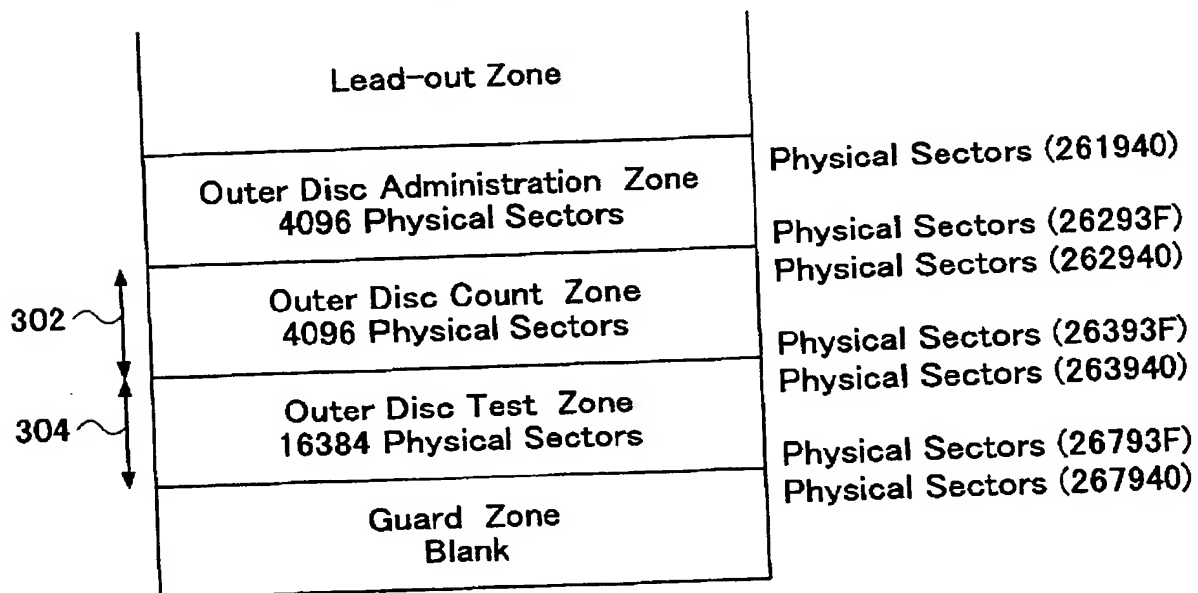 Lead-out Zone
Physical Sectors (261940)
Outer Disc Administration Zone
4096 Physical Sectors
Physical Sectors (26293F)
Physical Sectors (262940)
302
Outer Disc Count Zone
4096 Physical Sectors
Physical Sectors (26393F)
Physical Sectors (263940)
304
Outer Disc Test Zone
16384 Physical Sectors
Physical Sectors (26793F)
Physical Sectors (267940)
Guard Zone
Blank